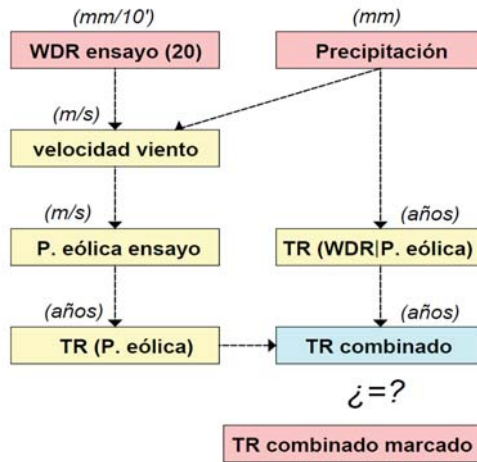 (mm/10')
(mm)
WDR ensayo (20)
Precipitación
(m/s)
velocidad viento
(m/s)
(años)
P. eólica ensayo
TR (WDR|P. eólica)
(años)
(años)
TR (P. eólica)
TR combinado
¿=?
TR combinado marcado